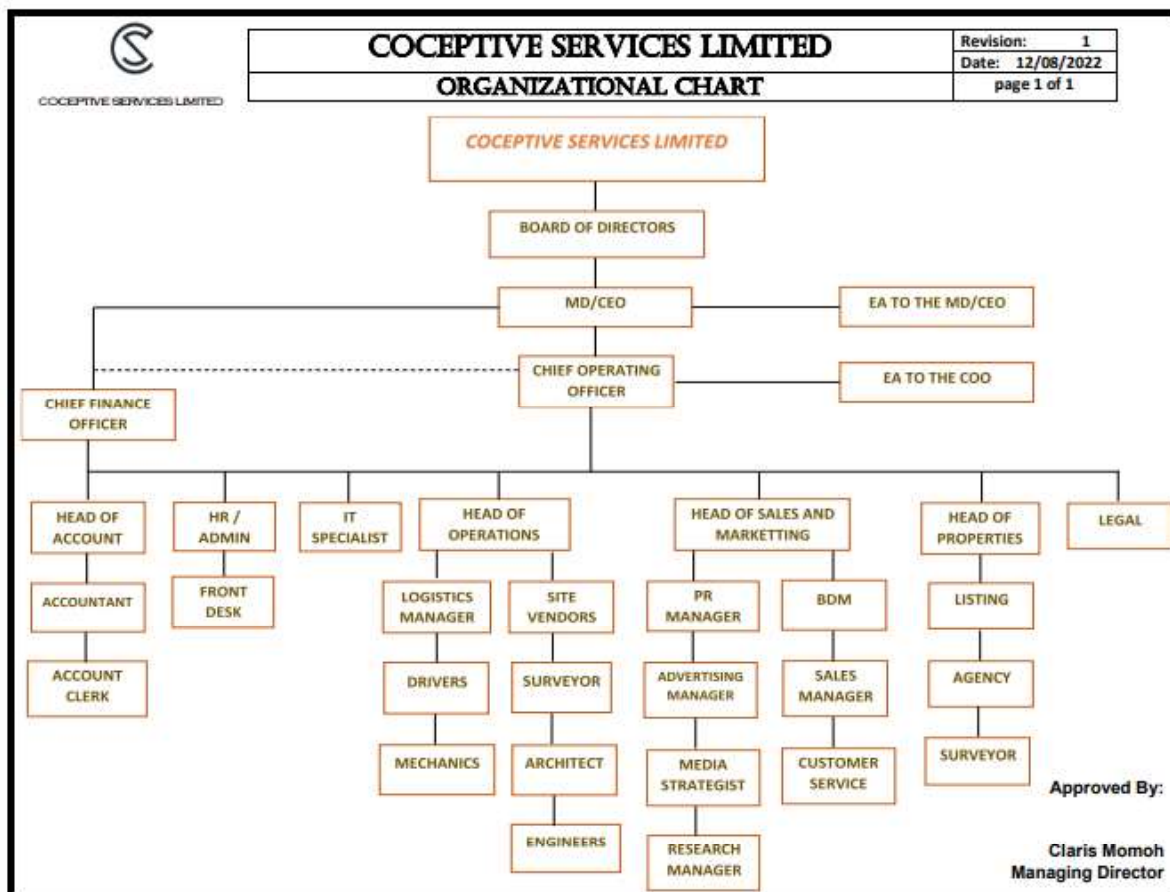 COCEPTIVE SERVICES LIMITED
COCEPTIVE SERVICES LIMITED
ORGANIZATIONAL CHART
Revision: 1
Date: 12/08/2022
page 1 of 1
COCEPTIVE SERVICES LIMITED
BOARD OF DIRECTORS
MD/CEO
EA TO THE MD/CEO
CHIEF OPERATING
OFFICER
EA TO THE COO
CHIEF FINANCE
OFFICER
HEAD OF
ACCOUNT
HR /
ADMIN
IT
SPECIALIST
HEAD OF
OPERATIONS
HEAD OF SALES AND
MARKETTING
HEAD OF
PROPERTIES
LEGAL
ACCOUNTANT
FRONT
DESK
LOGISTICS
MANAGER
SITE
VENDORS
PR
MANAGER
BDM
LISTING
ACCOUNT
CLERK
DRIVERS
SURVEYOR
ADVERTISING
MANAGER
SALES
MANAGER
AGENCY
MECHANICS
ARCHITECT
MEDIA
STRATEGIST
CUSTOMER
SERVICE
SURVEYOR
ENGINEERS
RESEARCH
MANAGER
Approved By:
Claris Momoh
Managing Director